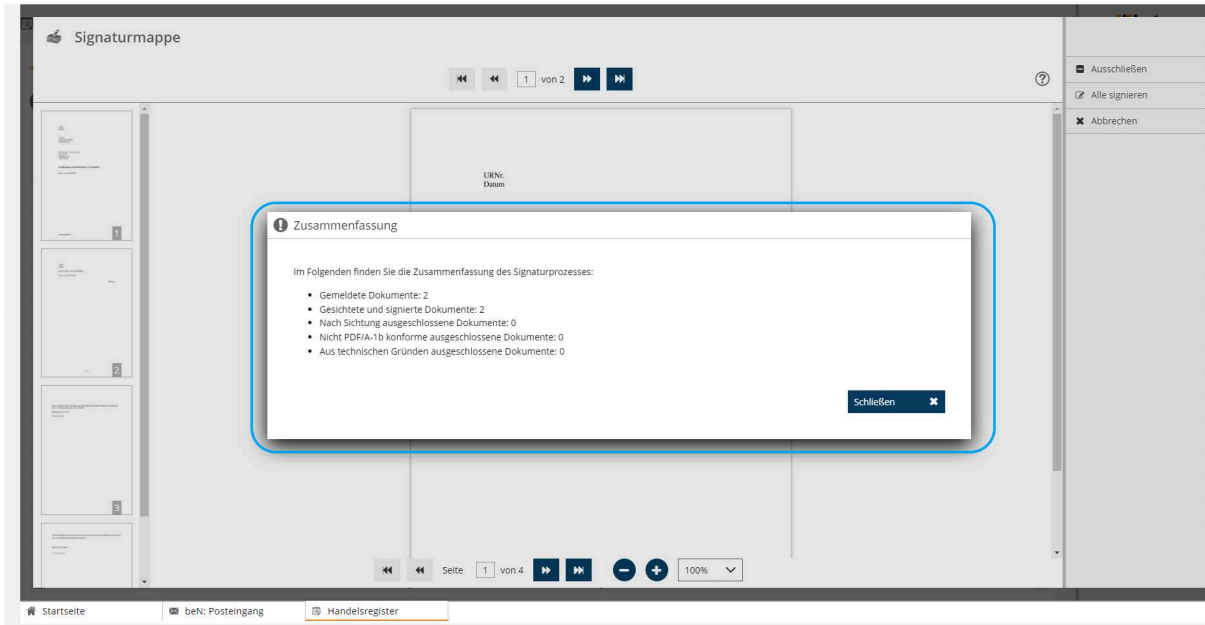 Signaturmappe
1 von 2
Ausschließen
Alle signieren
Abbrechen
URNr.
Datum
1
2
3
Zusammenfassung
Im Folgenden finden Sie die Zusammenfassung des Signaturprozesses:
• Gemeldete Dokumente: 2
• Gesichtete und signierte Dokumente: 2
• Nach Sichtung ausgeschlossene Dokumente: 0
• Nicht PDF/A-1b konforme ausgeschlossene Dokumente: 0
• Aus technischen Gründen ausgeschlossene Dokumente: 0
Schließen
Seite 1 von 4
100%
Startseite
beN: Posteingang
Handelsregister